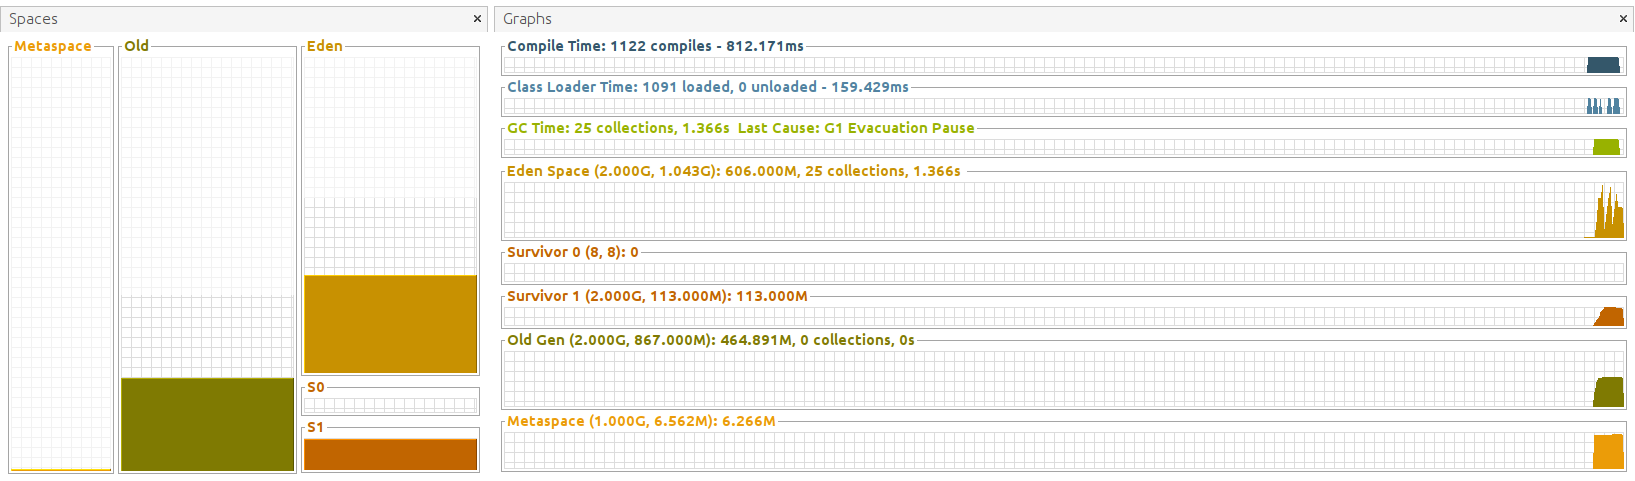 Spaces ×
Metaspace
Old
Eden
S0
S1
Graphs ×
Compile Time: 1122 compiles - 812.171ms
Class Loader Time: 1091 loaded, 0 unloaded - 159.429ms
GC Time: 25 collections, 1.366s Last Cause: G1 Evacuation Pause
Eden Space (2.000G, 1.043G): 606.000M, 25 collections, 1.366s
Survivor 0 (8, 8): 0
Survivor 1 (2.000G, 113.000M): 113.000M
Old Gen (2.000G, 867.000M): 464.891M, 0 collections, 0s
Metaspace (1.000G, 6.562M): 6.266M